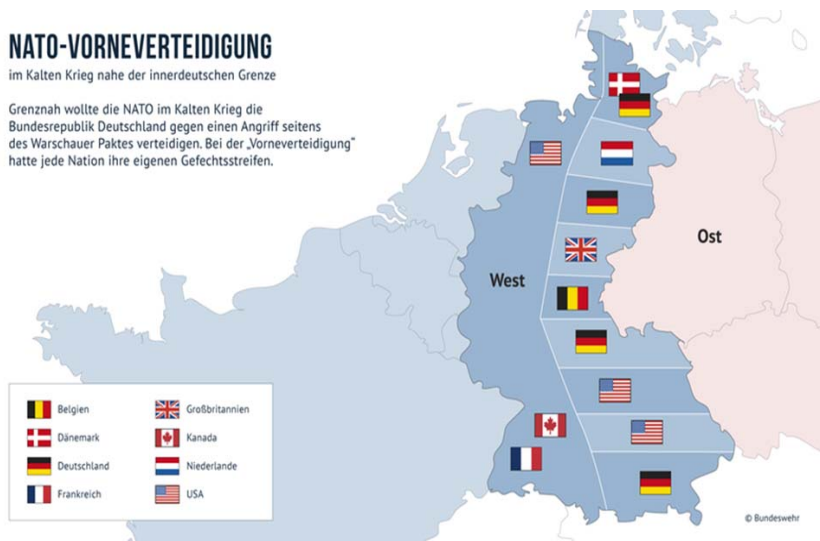 NATO-VORNEVERTEIDIGUNG
im Kalten Krieg nahe der innerdeutschen Grenze
Grenznah wollte die NATO im Kalten Krieg die
Bundesrepublik Deutschland gegen einen Angriff seitens
des Warschauer Paktes verteidigen. Bei der „Vorneverteidigung“
hatte jede Nation ihre eigenen Gefechtsstreifen.
Ost
West
Belgien
Dänemark
Deutschland
Frankreich
Großbritannien
Kanada
Niederlande
USA
© Bundeswehr